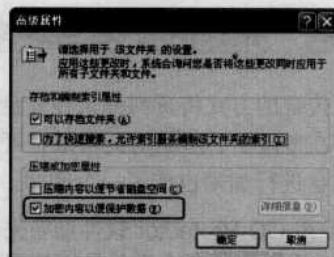 高级属性
请选择用于 该文件夹 的设置。
应用这些更改时,系统会询问您是否将这些更改同时应用于
所有子文件夹和文件。
存档和编制索引属性
可以存档文件夹(A)
为了快速搜索,允许索引服务编制该文件夹的索引(I)
压缩或加密属性
压缩内容以便节省磁盘空间(C)
加密内容以便保护数据(E)
详细信息(D)
确定 取消